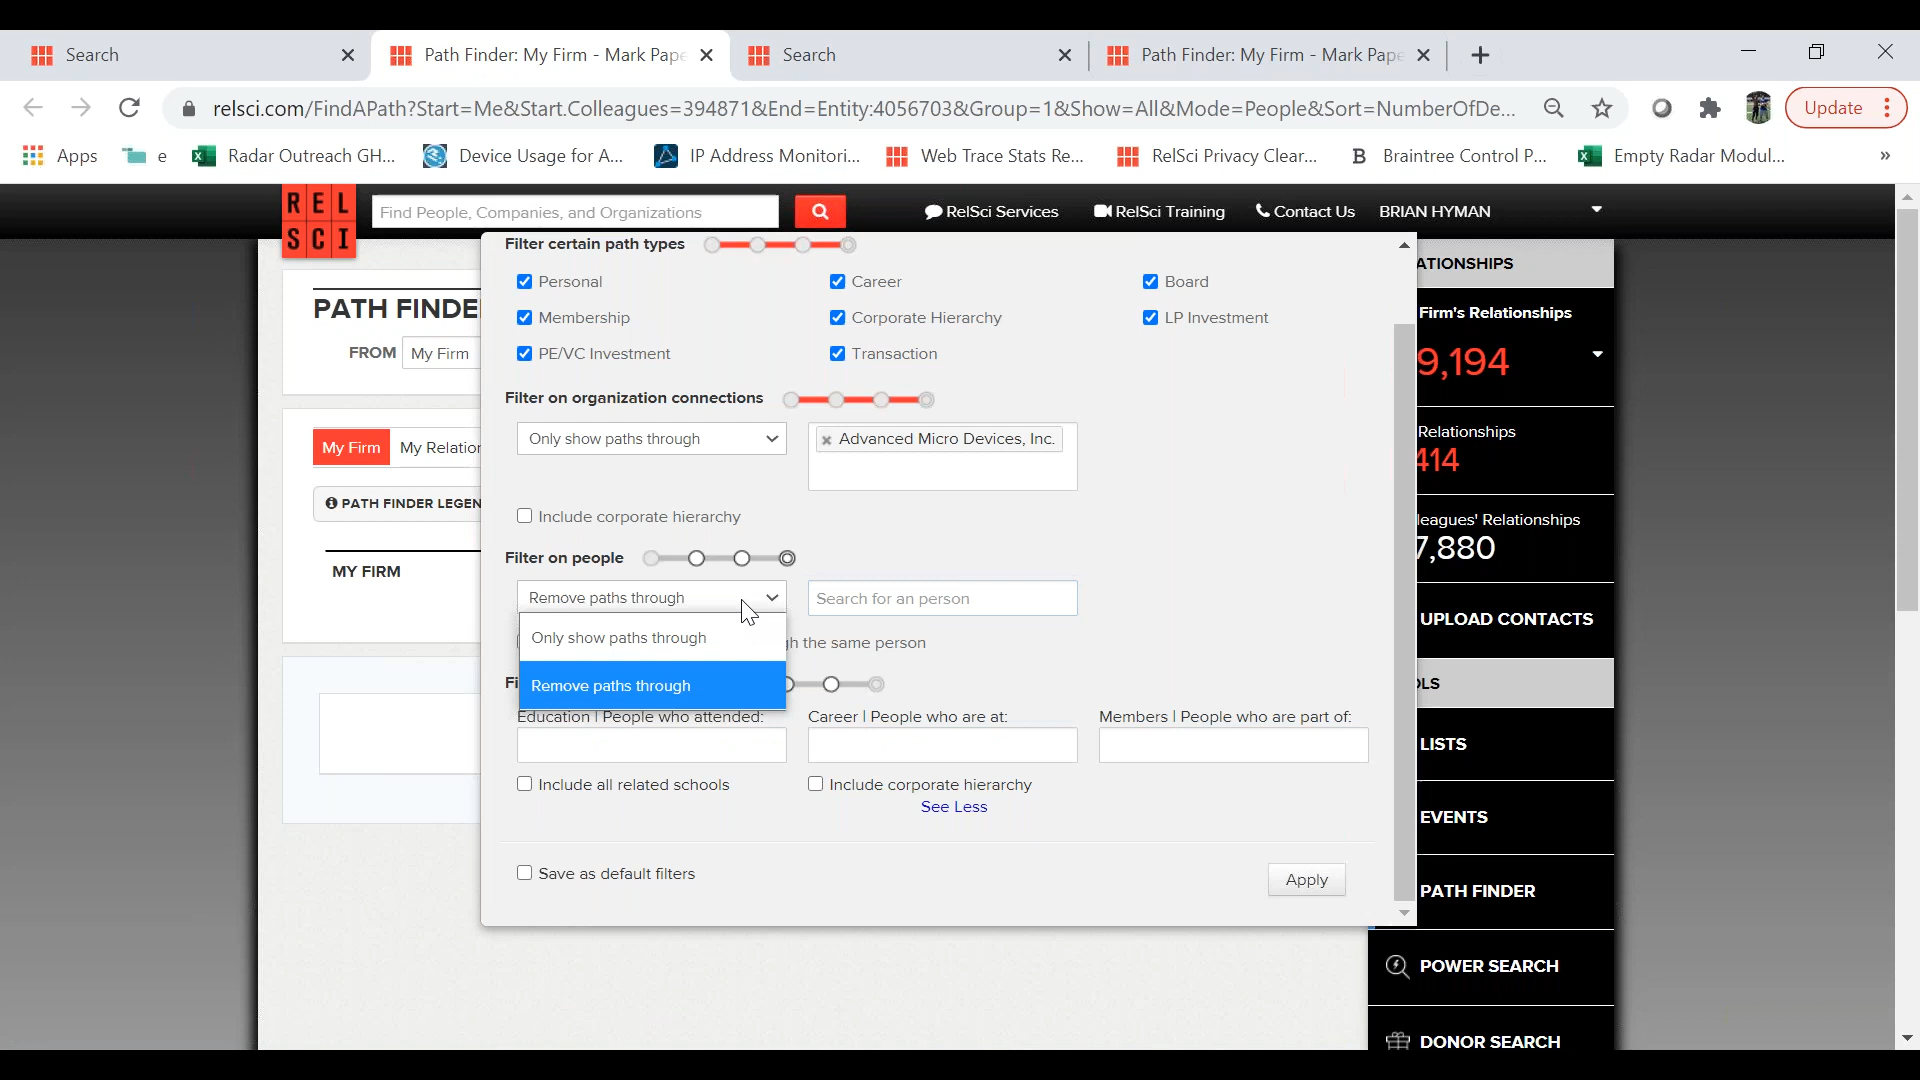 Search
Path Finder: My Firm - Mark Pape
Search
Path Finder: My Firm - Mark Pape
relsci.com/FindAPath?Start=Me&Start.Colleagues=394871&End=Entity:4056703&Group=1&Show=All&Mode=People&Sort=NumberOfDe...
Update
Apps
e
Radar Outreach GH...
Device Usage for A...
IP Address Monitori...
Web Trace Stats Re...
RelSci Privacy Clear...
Braintree Control P...
Empty Radar Modul...
»
REL
SCI
Find People, Companies, and Organizations
RelSci Services
RelSci Training
Contact Us
BRIAN HYMAN
PATH FINDE
FROM My Firm
My Firm
My Relation
PATH FINDER LEGEN
MY FIRM
Filter certain path types
Personal
Career
Board
Membership
Corporate Hierarchy
LP Investment
PE/VC Investment
Transaction
Filter on organization connections
Only show paths through
Advanced Micro Devices, Inc.
Include corporate hierarchy
Filter on people
Remove paths through
Search for an person
Only show paths through
gh the same person
Remove paths through
Fi
Education | People who attended:
Career | People who are at:
Members | People who are part of:
Include all related schools
Include corporate hierarchy
See Less
Save as default filters
Apply
ATIONSHIPS
Firm's Relationships
9,194
Relationships
414
leagues' Relationships
7,880
UPLOAD CONTACTS
OLS
LISTS
EVENTS
PATH FINDER
POWER SEARCH
DONOR SEARCH